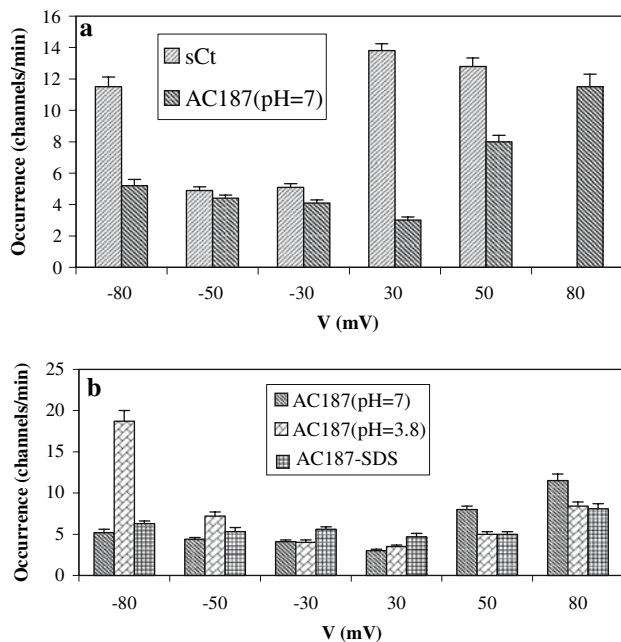 a
sCt
AC187(pH=7)
Occurrence (channels/min)
16
14
12
10
8
6
4
2
0
-80 -50 -30 30 50 80
V (mV)
b
AC187(pH=7)
AC187(pH=3.8)
AC187-SDS
Occurrence (channels/min)
25
20
15
10
5
0
-80 -50 -30 30 50 80
V (mV)